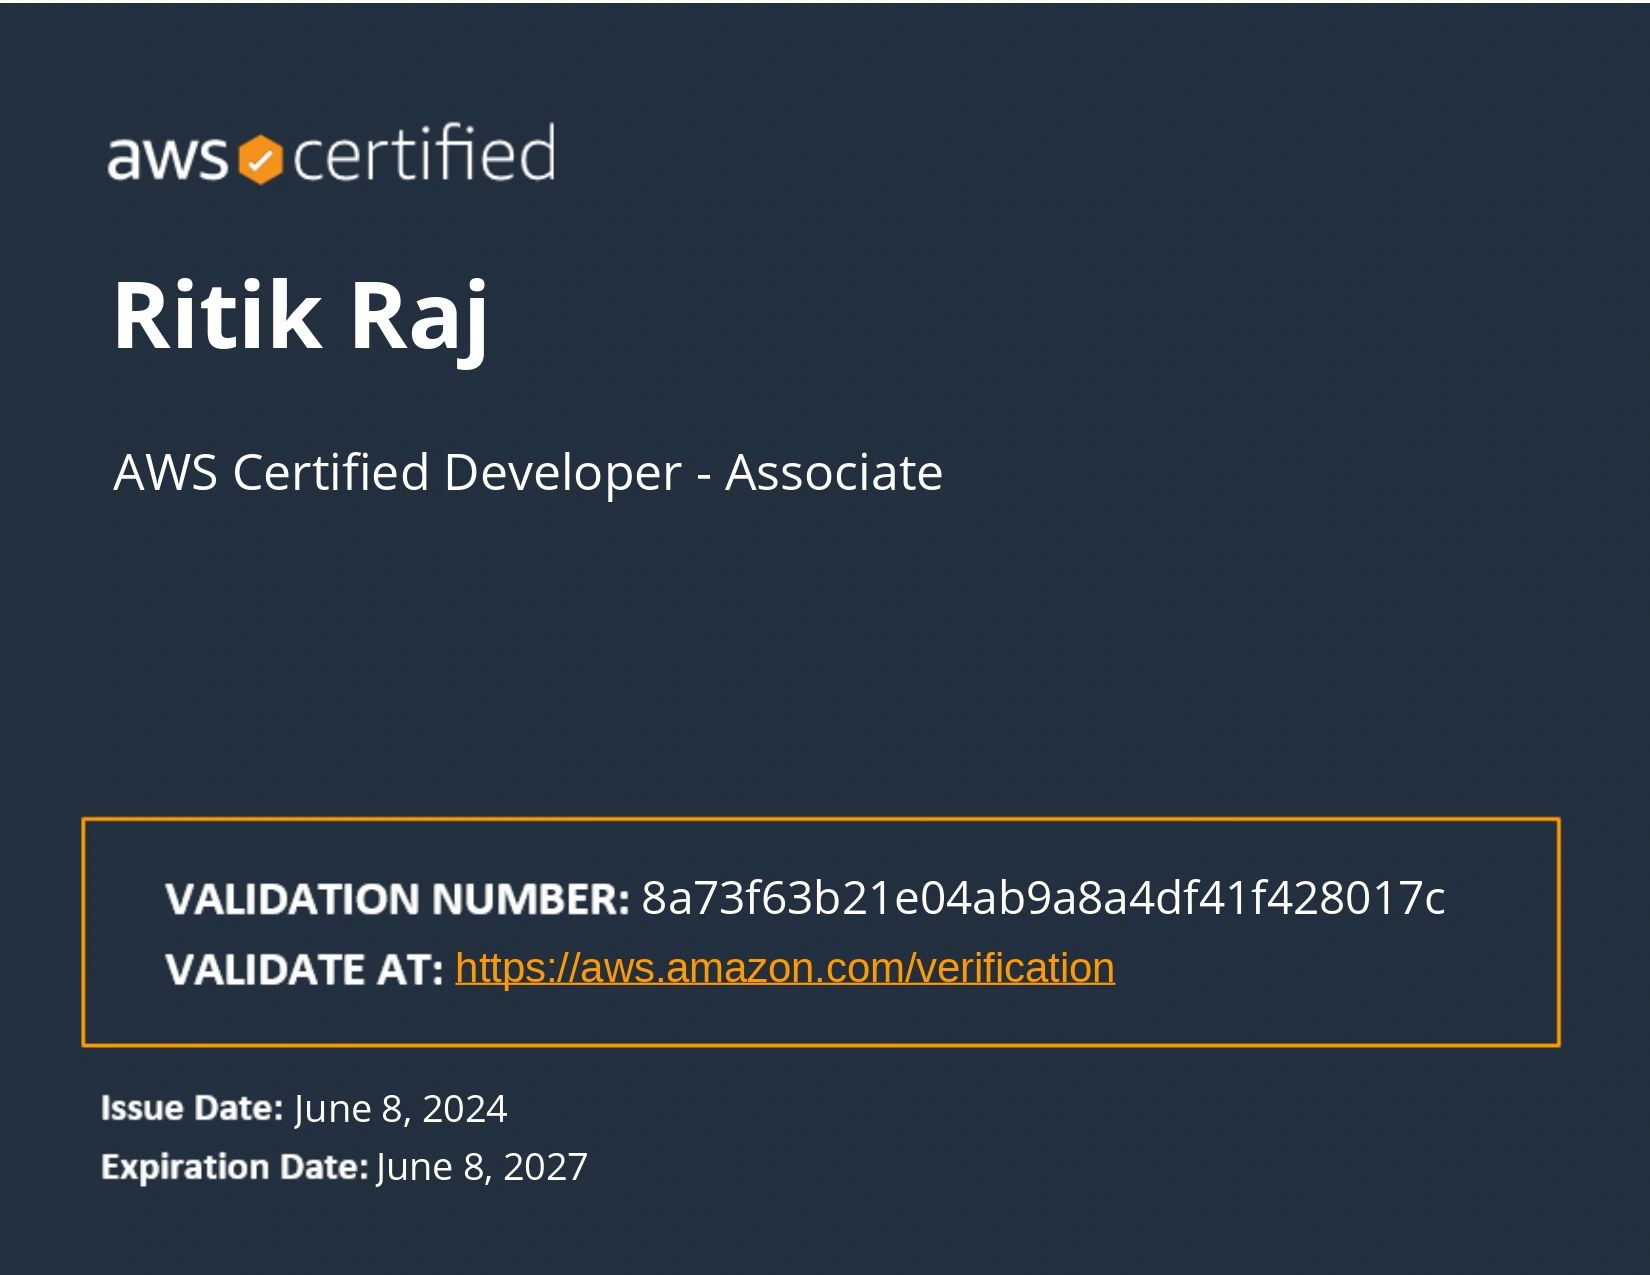 aws certified
Ritik Raj
AWS Certified Developer - Associate
VALIDATION NUMBER: 8a73f63b21e04ab9a8a4df41f428017c
VALIDATE AT: https://aws.amazon.com/verification
Issue Date: June 8, 2024
Expiration Date: June 8, 2027